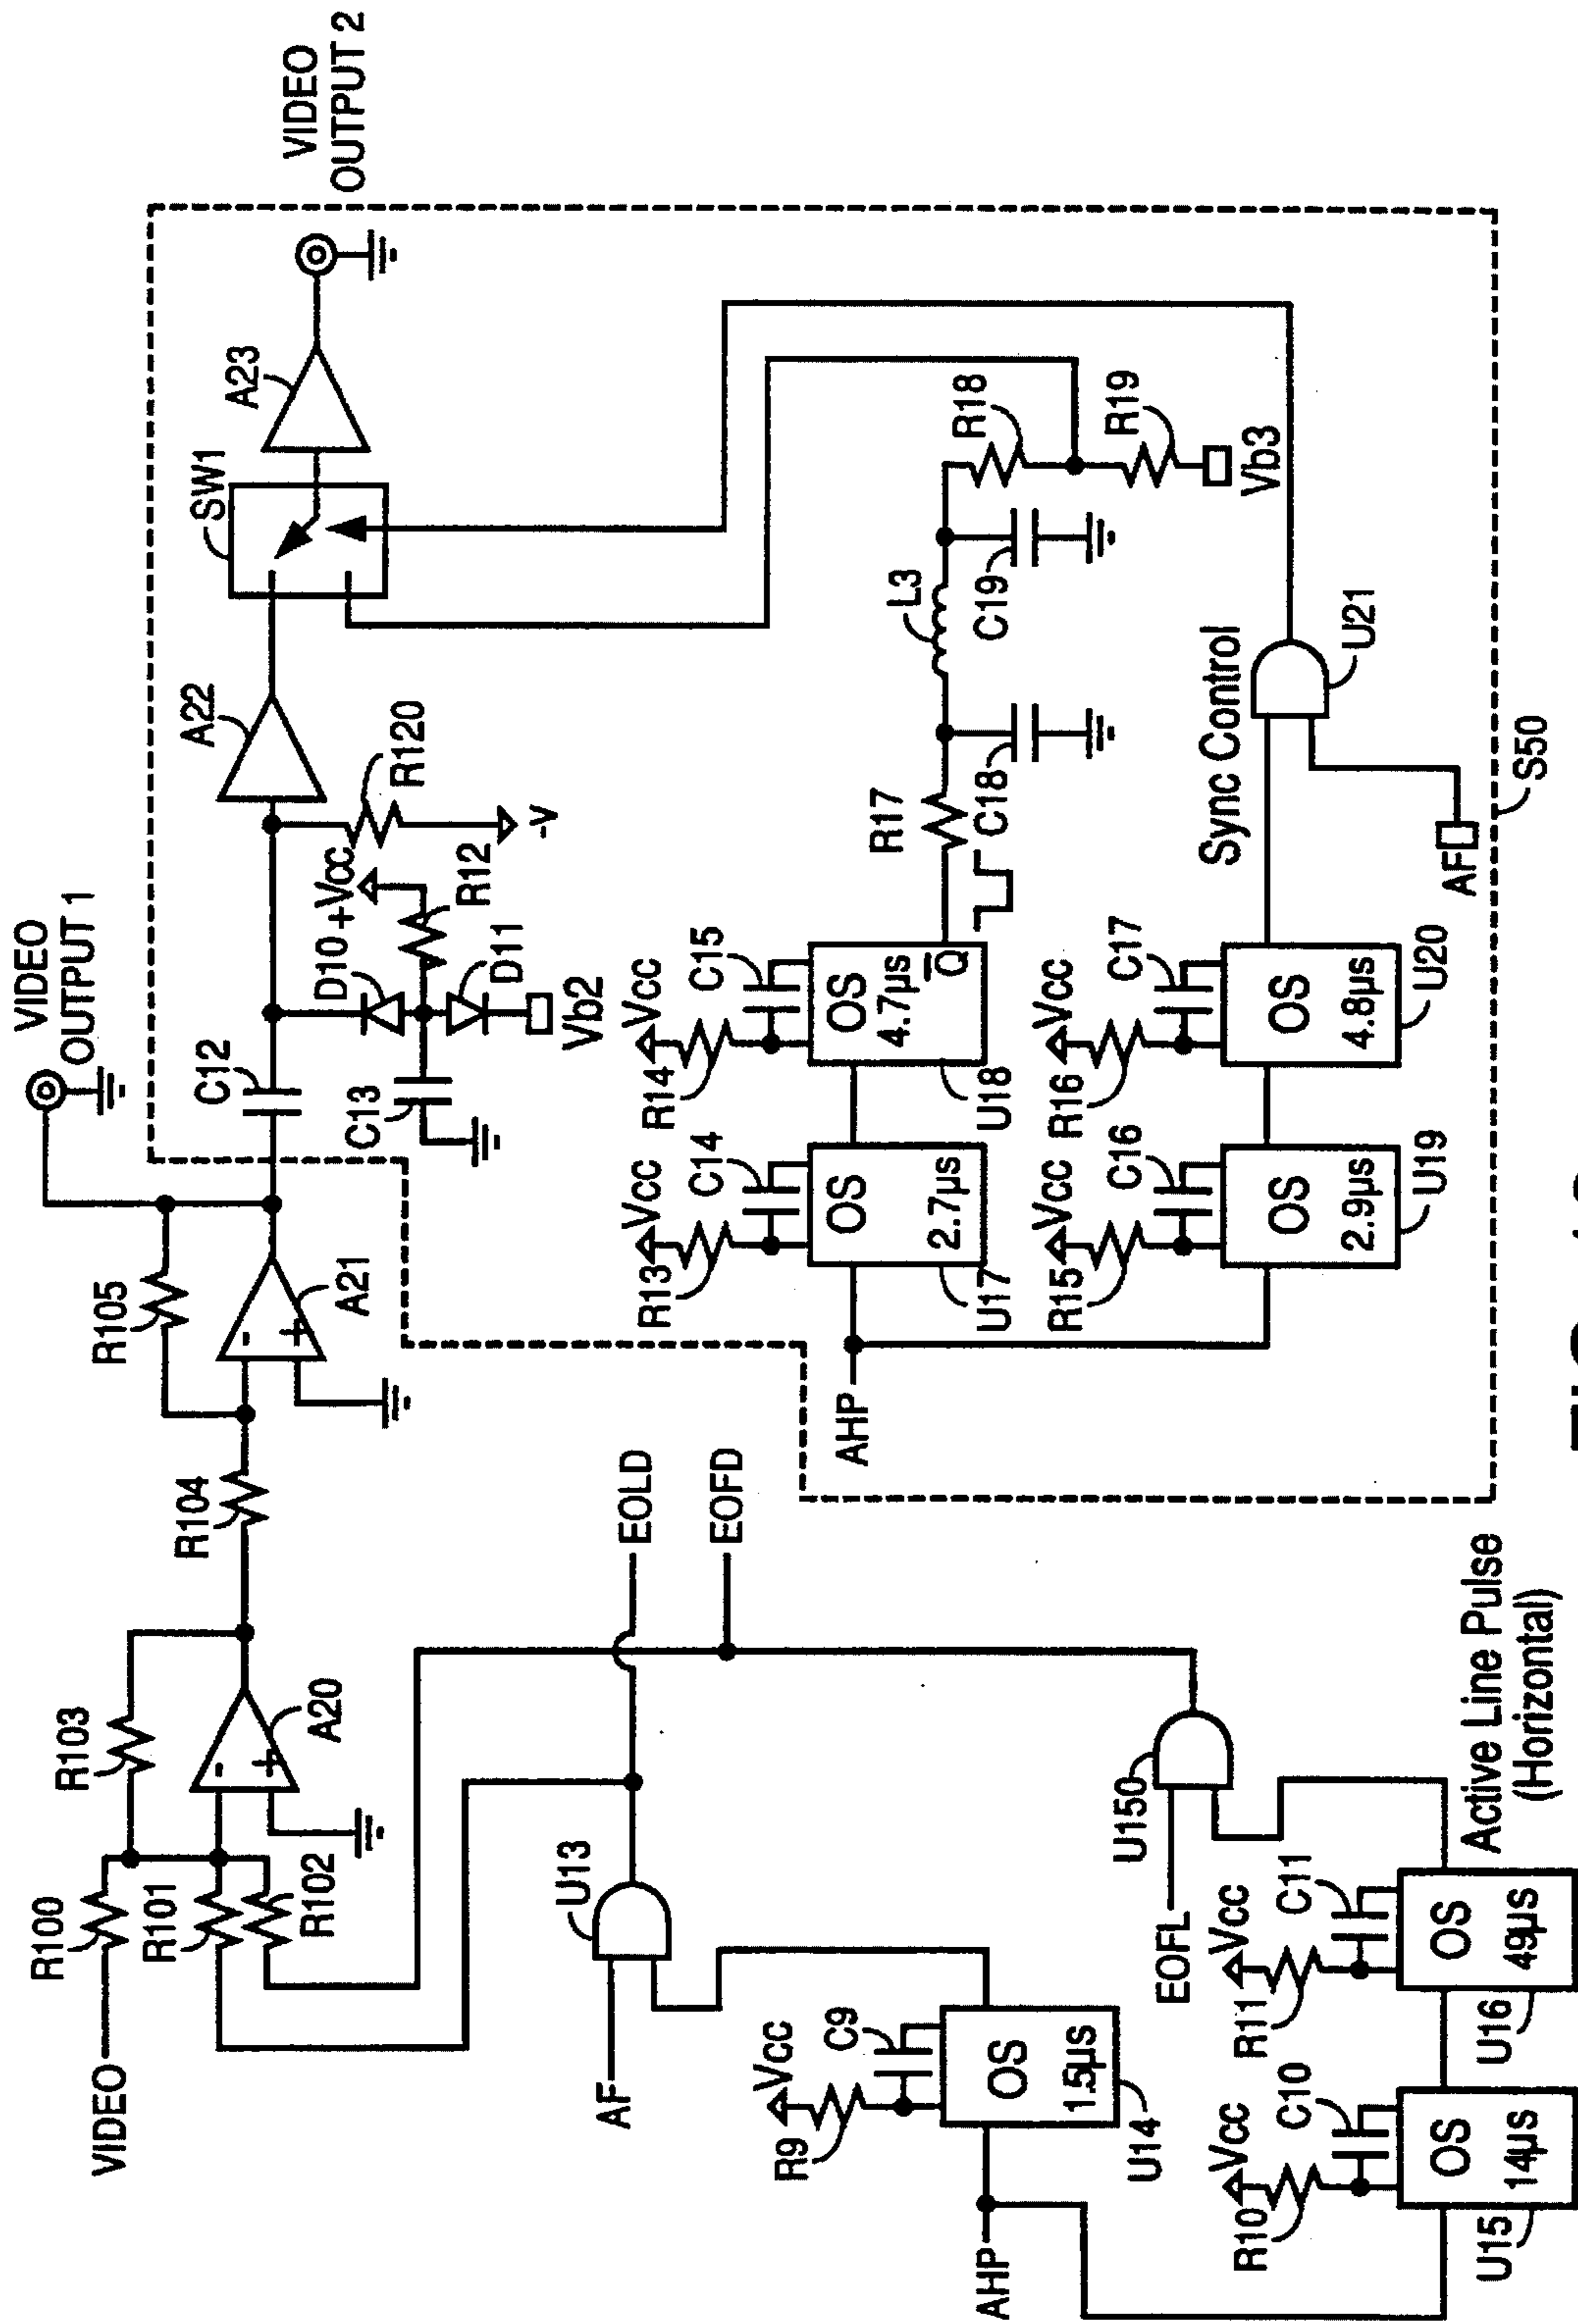 VIDEO
OUTPUT 1
VIDEO
OUTPUT 2
VIDEO
R100
R101
R102
R103
A20
R104
R105
A21
-
+
-
+
C12
C13
D10
+Vcc
R12
D11
Vb2
R120
-V
A22
SW1
A23
AF
U13
EOLD
EOFD
AHP
R9
Vcc
C9
OS
1.5µs
U14
R10
Vcc
C10
OS
14µs
U15
R11
Vcc
C11
OS
49µs
U16
EOFL
U150
Active Line Pulse
(Horizontal)
AHP
R13
Vcc
C14
OS
2.7µs
U17
R14
Vcc
C15
OS
4.7µs
Q
U18
R17
C18
L3
C19
R18
R19
Vb3
R15
Vcc
C16
OS
2.9µs
U19
R16
Vcc
C17
OS
4.8µs
U20
Sync Control
U21
AF
S50